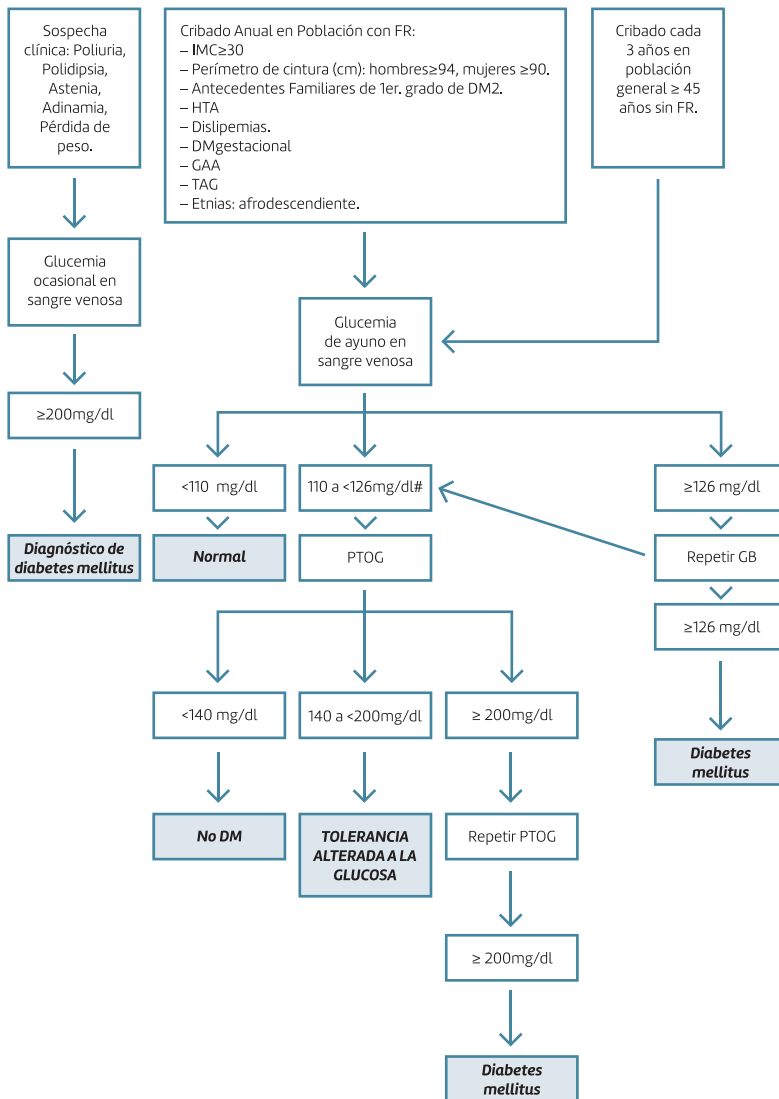 Sospecha
clínica: Poliuria,
Polidipsia,
Astenia,
Adinamia,
Pérdida de
peso.
Cribado Anual en Población con FR:
– IMC≥30
– Perímetro de cintura (cm): hombres≥94, mujeres ≥90.
– Antecedentes Familiares de 1er. grado de DM2.
– HTA
– Dislipemias.
– DMgestacional
– GAA
– TAG
– Etnias: afrodescendiente.
Cribado cada
3 años en
población
general ≥ 45
años sin FR.
Glucemia
ocasional en
sangre venosa
Glucemia
de ayuno en
sangre venosa
≥200mg/dl
<110 mg/dl
110 a <126mg/dl#
≥126 mg/dl
Diagnóstico de
diabetes mellitus
Normal
PTOG
Repetir GB
≥126 mg/dl
<140 mg/dl
140 a <200mg/dl
≥ 200mg/dl
Diabetes
mellitus
No DM
TOLERANCIA
ALTERADA A LA
GLUCOSA
Repetir PTOG
≥ 200mg/dl
Diabetes
mellitus